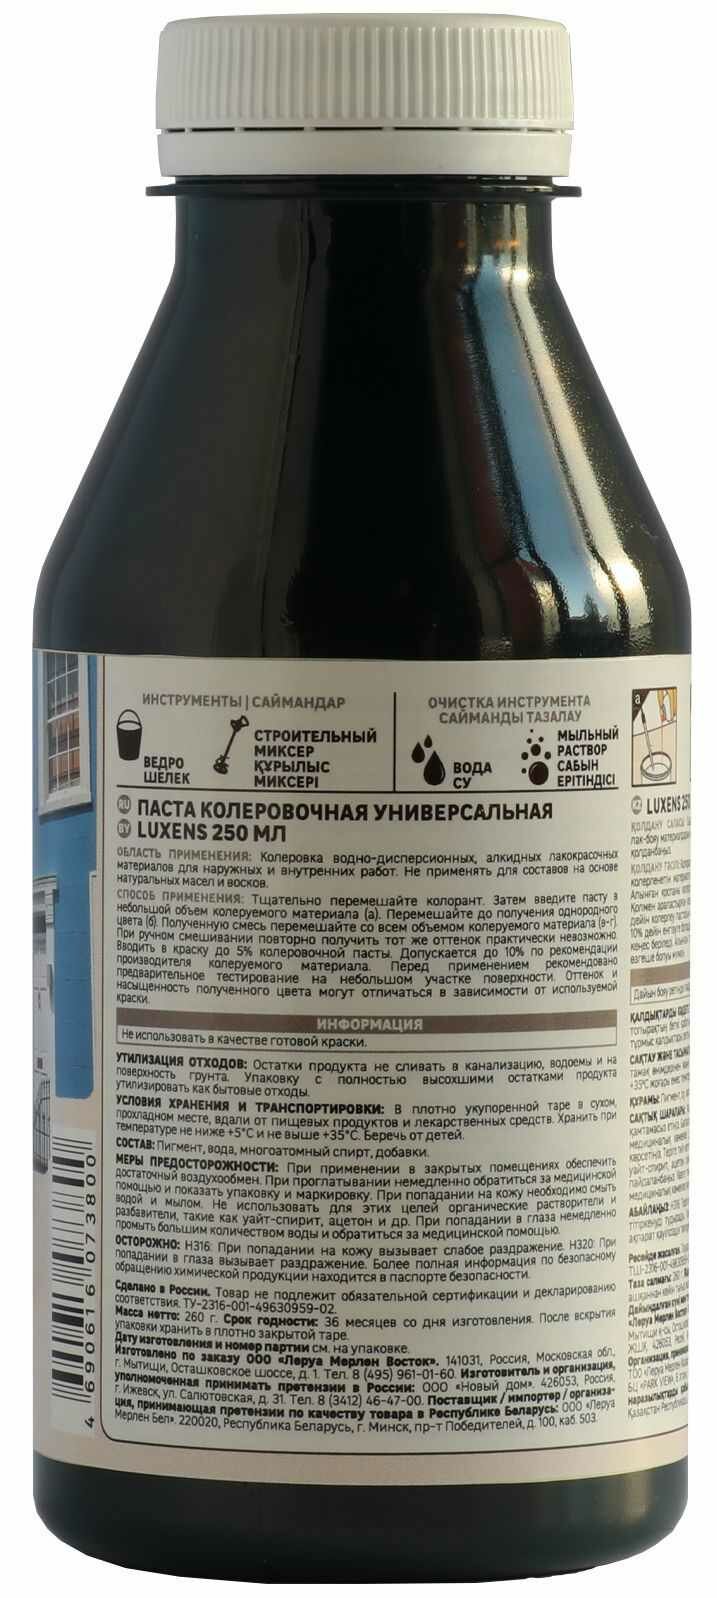 ИНСТРУМЕНТЫ | САЙМАНДАР
ВЕДРО
ШЕЛЕК
СТРОИТЕЛЬНЫЙ
МИКСЕР
ҚҰРЫЛЫС
МИКСЕРІ
ОЧИСТКА ИНСТРУМЕНТА
САЙМАНДЫ ТАЗАЛАУ
ВОДА
СУ
МЫЛЬНЫЙ
РАСТВОР
САБЫН
ЕРІТІНДІСІ
RU ПАСТА КОЛЕРОВОЧНАЯ УНИВЕРСАЛЬНАЯ
BY LUXENS 250 МЛ
ОБЛАСТЬ ПРИМЕНЕНИЯ: Колеровка водно-дисперсионных, алкидных лакокрасочных
материалов для наружных и внутренних работ. Не применять для составов на основе
натуральных масел и восков.
СПОСОБ ПРИМЕНЕНИЯ: Тщательно перемешайте колорант. Затем введите пасту в
небольшой объем колеруемого материала (а). Перемешайте до получения однородного
цвета (б). Полученную смесь перемешайте со всем объемом колеруемого материала (в-г).
При ручном смешивании повторно получить тот же оттенок практически невозможно.
Вводить в краску до 5% колеровочной пасты. Допускается до 10% по рекомендации
производителя колеруемого материала. Перед применением рекомендовано
предварительное тестирование на небольшом участке поверхности. Оттенок и
насыщенность полученного цвета могут отличаться в зависимости от используемой
краски.
ИНФОРМАЦИЯ
Не использовать в качестве готовой краски.
УТИЛИЗАЦИЯ ОТХОДОВ: Остатки продукта не сливать в канализацию, водоемы и на
поверхность грунта. Упаковку с полностью высохшими остатками продукта
утилизировать как бытовые отходы.
УСЛОВИЯ ХРАНЕНИЯ И ТРАНСПОРТИРОВКИ: В плотно укупоренной таре в сухом,
прохладном месте, вдали от пищевых продуктов и лекарственных средств. Хранить при
температуре не ниже +5°С и не выше +35°С. Беречь от детей.
СОСТАВ: Пигмент, вода, многоатомный спирт, добавки.
МЕРЫ ПРЕДОСТОРОЖНОСТИ: При применении в закрытых помещениях обеспечить
достаточный воздухообмен. При проглатывании немедленно обратиться за медицинской
помощью и показать упаковку и маркировку. При попадании на кожу необходимо смыть
водой и мылом. Не использовать для этих целей органические растворители и
разбавители, такие как уайт-спирит, ацетон и др. При попадании в глаза немедленно
промыть большим количеством воды и обратиться за медицинской помощью.
ОСТОРОЖНО: H316: При попадании на кожу вызывает слабое раздражение. H320: При
попадании в глаза вызывает раздражение. Более полная информация по безопасному
обращению химической продукции находится в паспорте безопасности.
Сделано в России. Товар не подлежит обязательной сертификации и декларированию
соответствия. ТУ-2316-001-49630959-02.
Масса нетто: 260 г. Срок годности: 36 месяцев со дня изготовления. После вскрытия
упаковки хранить в плотно закрытой таре.
Дату изготовления и номер партии см. на упаковке.
Изготовлено по заказу ООО «Леруа Мерлен Восток». 141031, Россия, Московская обл.,
г. Мытищи, Осташковское шоссе, д. 1. Тел. 8 (495) 961-01-60. Изготовитель и организация,
уполномоченная принимать претензии в России: ООО «Новый дом». 426053, Россия,
г. Ижевск, ул. Салютовская, д. 31. Тел. 8 (3412) 46-47-00. Поставщик / импортер / организа-
ция, принимающая претензии по качеству товара в Республике Беларусь: ООО «Леруа
Мерлен Бел». 220020, Республика Беларусь, г. Минск, пр-т Победителей, д. 100, каб. 503.
4 690616 073800
a
KZ LUXENS 250